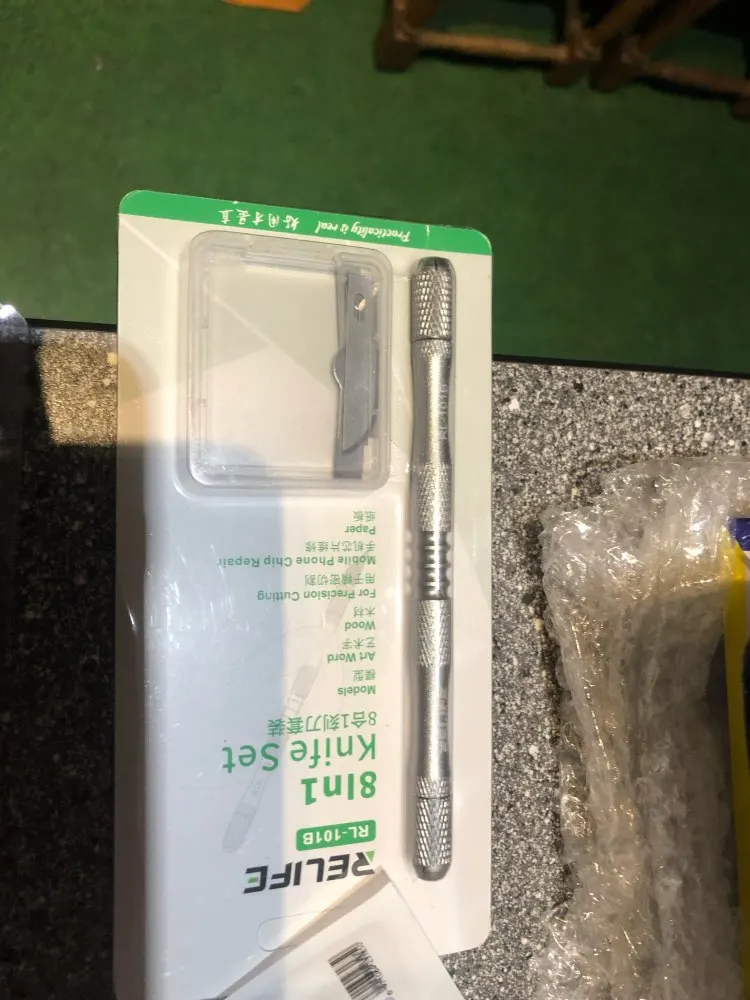 RELIFE
RL-101B
8In1
Knife Set
8合1刻刀套装
Models
模型
Art Word
艺术字
Wood
木材
For Precision Cutting
用于精密切割
Mobile Phone Chip Repair
手机芯片维修
Paper
纸板
Practicality is real 好用才是真